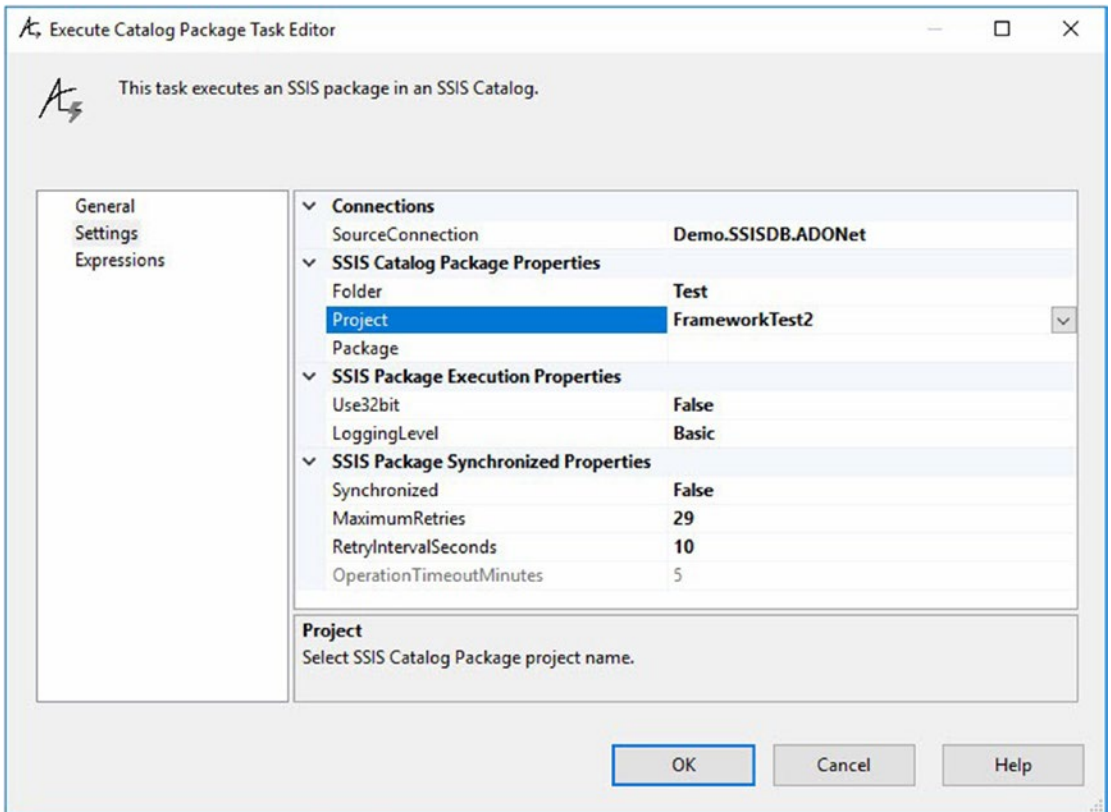 Execute Catalog Package Task Editor
This task executes an SSIS package in an SSIS Catalog.
General
Settings
Expressions
Connections
SourceConnection Demo.SSISDB.ADONet
SSIS Catalog Package Properties
Folder Test
Project FrameworkTest2
Package
SSIS Package Execution Properties
Use32bit False
LoggingLevel Basic
SSIS Package Synchronized Properties
Synchronized False
MaximumRetries 29
RetryIntervalSeconds 10
OperationTimeoutMinutes 5
Project
Select SSIS Catalog Package project name.
OK Cancel Help